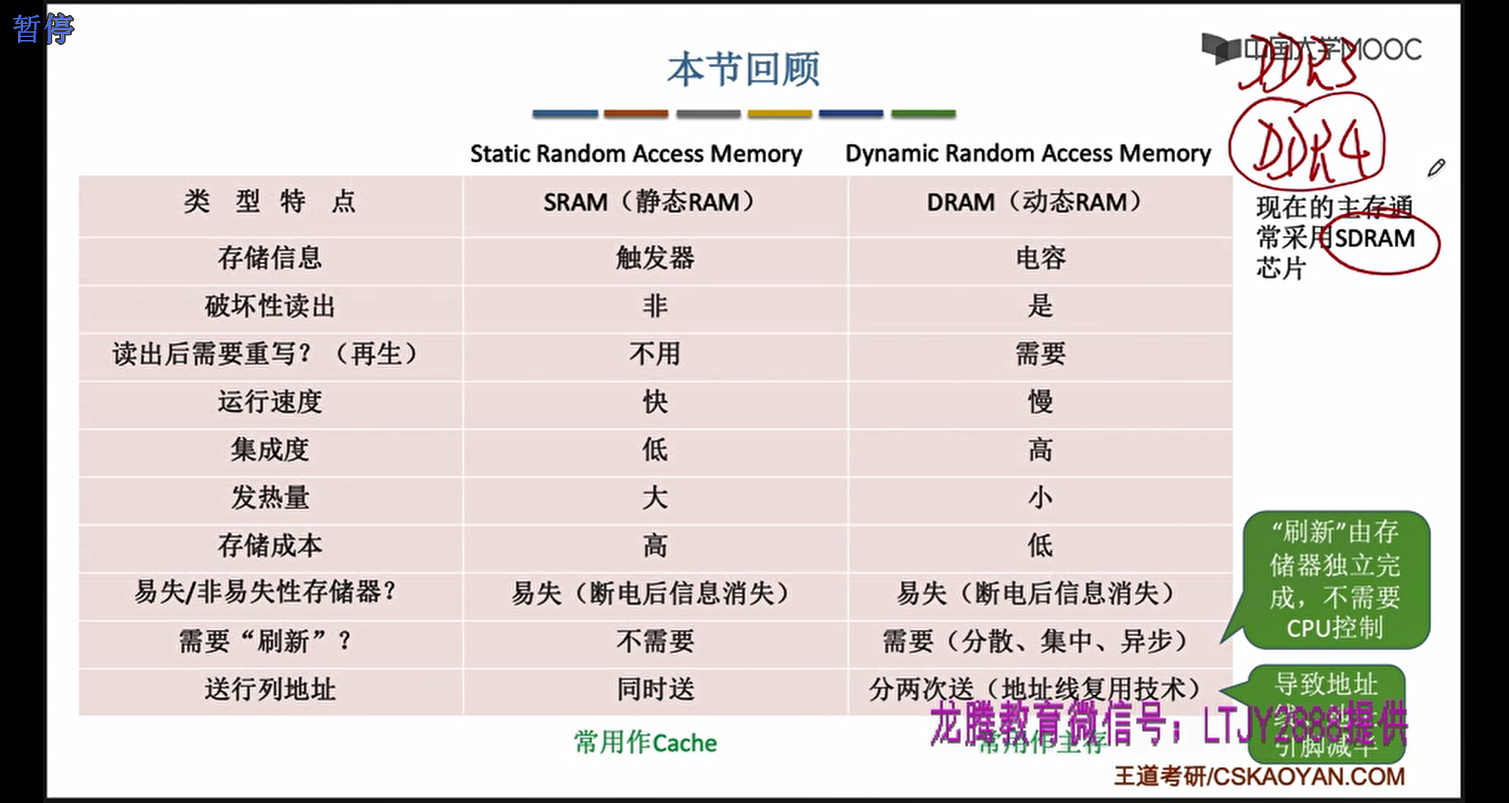 暂停
本节回顾
中国大学MOOC
DDR3
DDR4
Static Random Access Memory Dynamic Random Access Memory
类 型 特 点 SRAM（静态RAM） DRAM（动态RAM）
现在的主存通
常采用SDRAM
芯片
存储信息 触发器 电容
破坏性读出 非 是
读出后需要重写？（再生） 不用 需要
运行速度 快 慢
集成度 低 高
发热量 大 小
存储成本 高 低
易失/非易失性存储器？ 易失（断电后信息消失） 易失（断电后信息消失）
需要“刷新”？ 不需要 需要（分散、集中、异步）
送行列地址 同时送 分两次送（地址线复用技术）
“刷新”由存
储器独立完
成，不需要
CPU控制
导致地址
引脚减半
常用作Cache 常用作主存
龙腾教育微信号；LTJY2888提供
王道考研/CSKAOYAN.COM